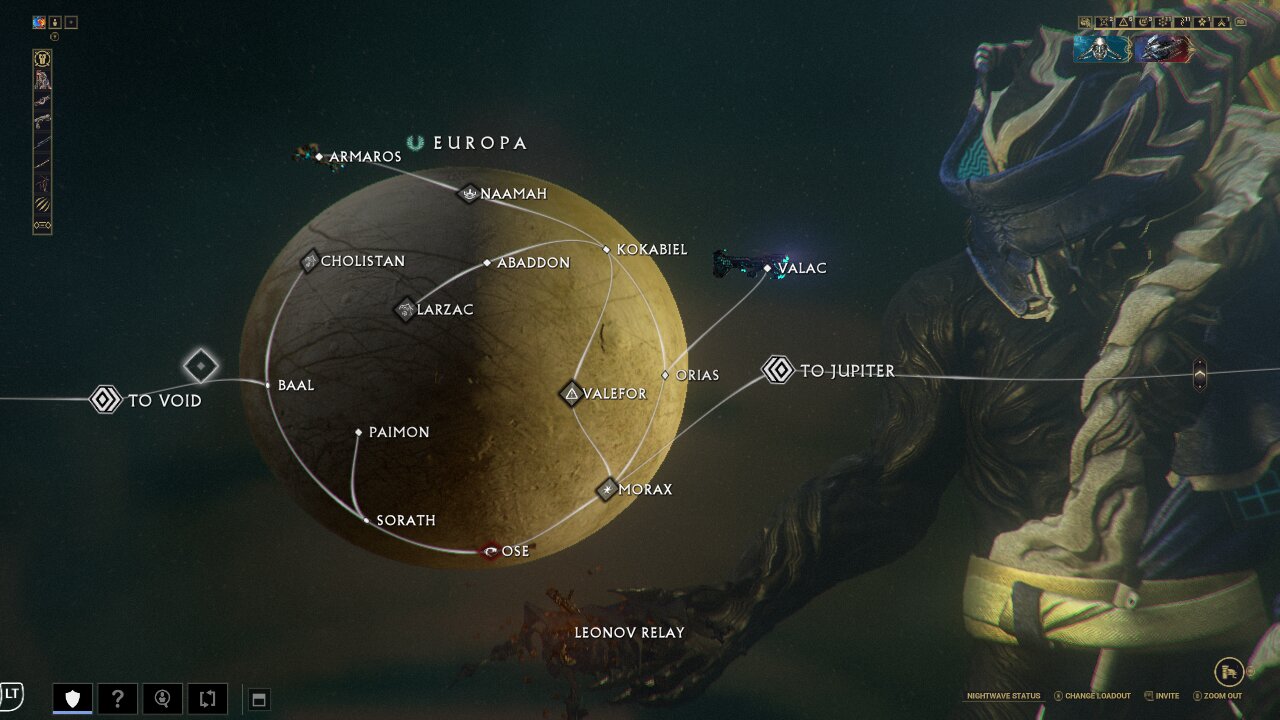 EUROPA
ARMAROS
NAAMAH
KOKABIEL
CHOLISTAN
ABADDON
VALAC
LARZAC
TO JUPITER
ORIAS
BAAL
VALEFOR
TO VOID
PAIMON
MORAX
SORATH
OSE
LEONOV RELAY
LT
?
NIGHTWAVE STATUS
CHANGE LOADOUT
INVITE
ZOOM OUT